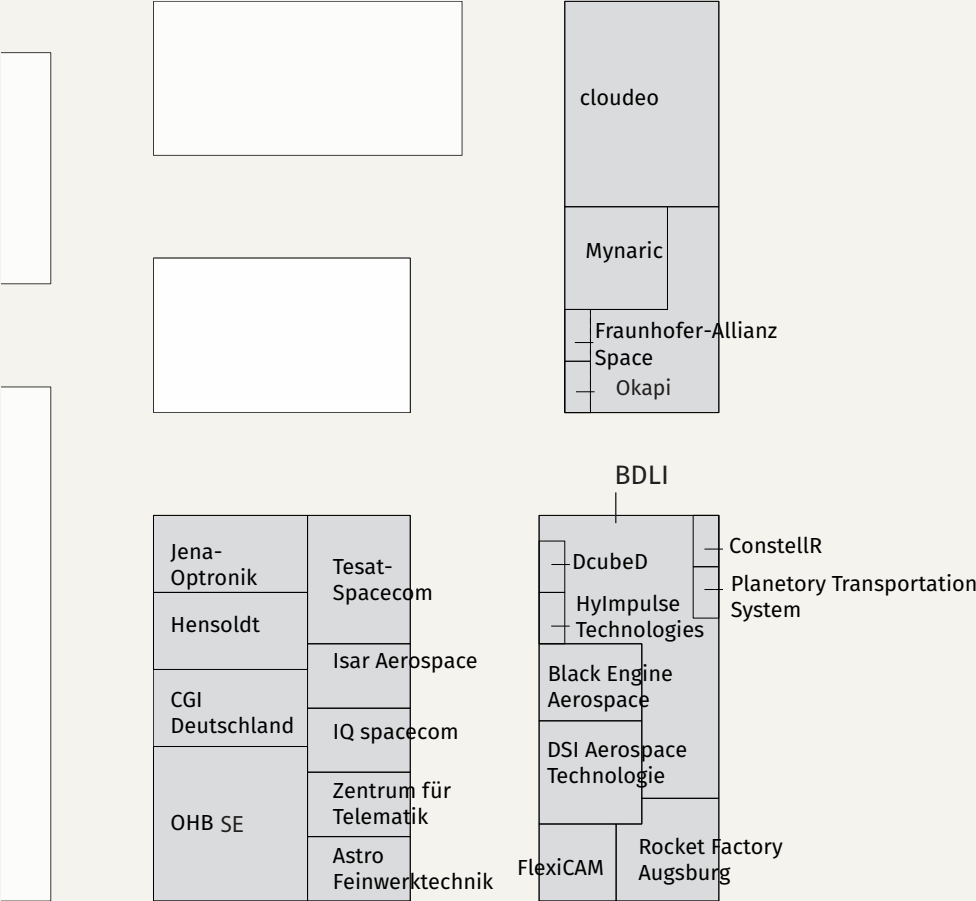 cloudeo
Mynaric
Fraunhofer-Allianz
Space
Okapi
BDLI
Jena-
Optronik
Hensoldt
CGI
Deutschland
OHB SE
Tesat-
Spacecom
Isar Aerospace
IQ spacecom
Zentrum für
Telematik
Astro
Feinwerktechnik
DcubeD
HyImpulse
Technologies
Black Engine
Aerospace
DSI Aerospace
Technologie
FlexiCAM
ConstellR
Planetory Transportation
System
Rocket Factory
Augsburg